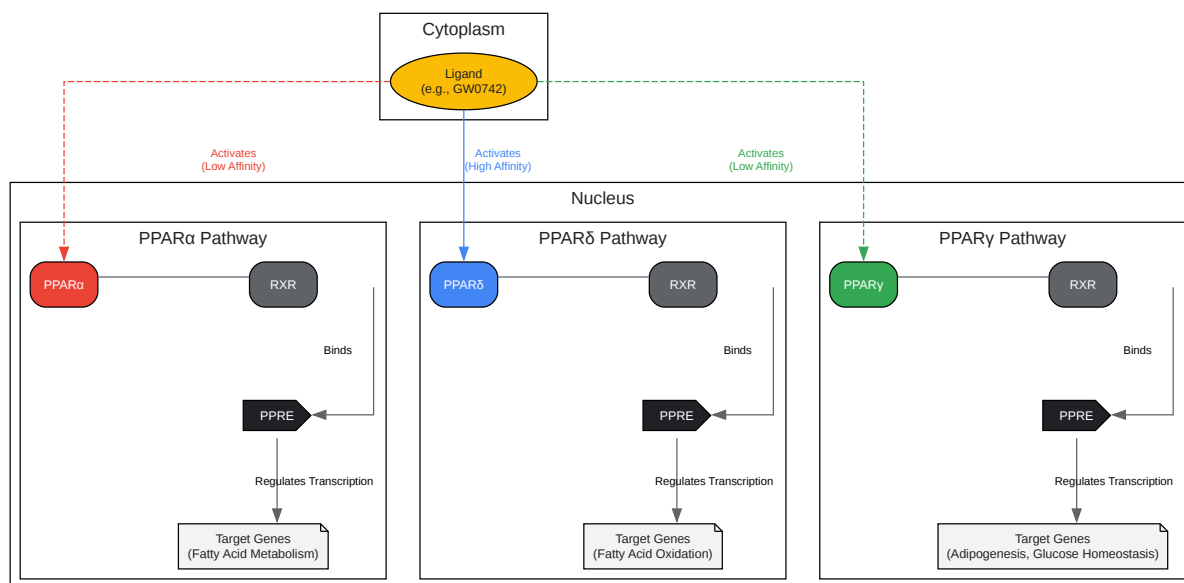 Cytoplasm
Ligand
(e.g., GW0742)
Activates
(Low Affinity)
Activates
(High Affinity)
Activates
(Low Affinity)
Nucleus
PPARα Pathway
PPARα
RXR
Binds
PPRE
Regulates Transcription
Target Genes
(Fatty Acid Metabolism)
PPARδ Pathway
PPARδ
RXR
Binds
PPRE
Regulates Transcription
Target Genes
(Fatty Acid Oxidation)
PPARγ Pathway
PPARγ
RXR
Binds
PPRE
Regulates Transcription
Target Genes
(Adipogenesis, Glucose Homeostasis)